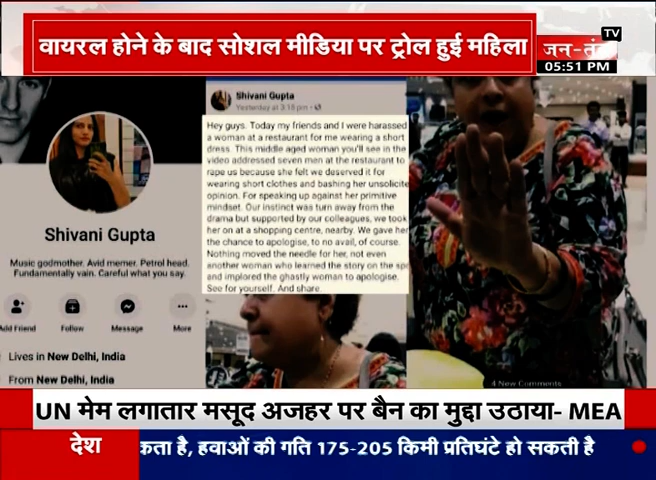 वायरल होने के बाद सोशल मीडिया पर ट्रोल हुई महिला
TV
जन-तं
05:51 PM
Shivani Gupta
Music godmother. Avid memer. Petrol head.
Fundamentally vain. Careful what you say.
Add Friend
Follow
Message
More
Lives in New Delhi, India
From New Delhi, India
Shivani Gupta
Yesterday at 3:18 pm
Hey guys. Today my friends and I were harassed
a woman at a restaurant for me wearing a short
dress. This middle aged woman you'll see in the
video addressed seven men at the restaurant to
rape us because she felt we deserved it for
wearing short clothes and bashing her unsolicite
opinion. For speaking up against her primitive
mindset. Our instinct was turn away from the
drama but supported by our colleagues, we took
her on at a shopping centre, nearby. We gave her
the chance to apologise, to no avail, of course.
Nothing moved the needle for her, not even
another woman who learned the story on the spo
and implored the ghastly woman to apologise.
See for yourself. And share.
4 New Comments
UN मेम लगातार मसूद अजहर पर बैन का मुद्दा उठाया- MEA
देश
कता है, हवाओं की गति 175-205 किमी प्रतिघंटे हो सकती है